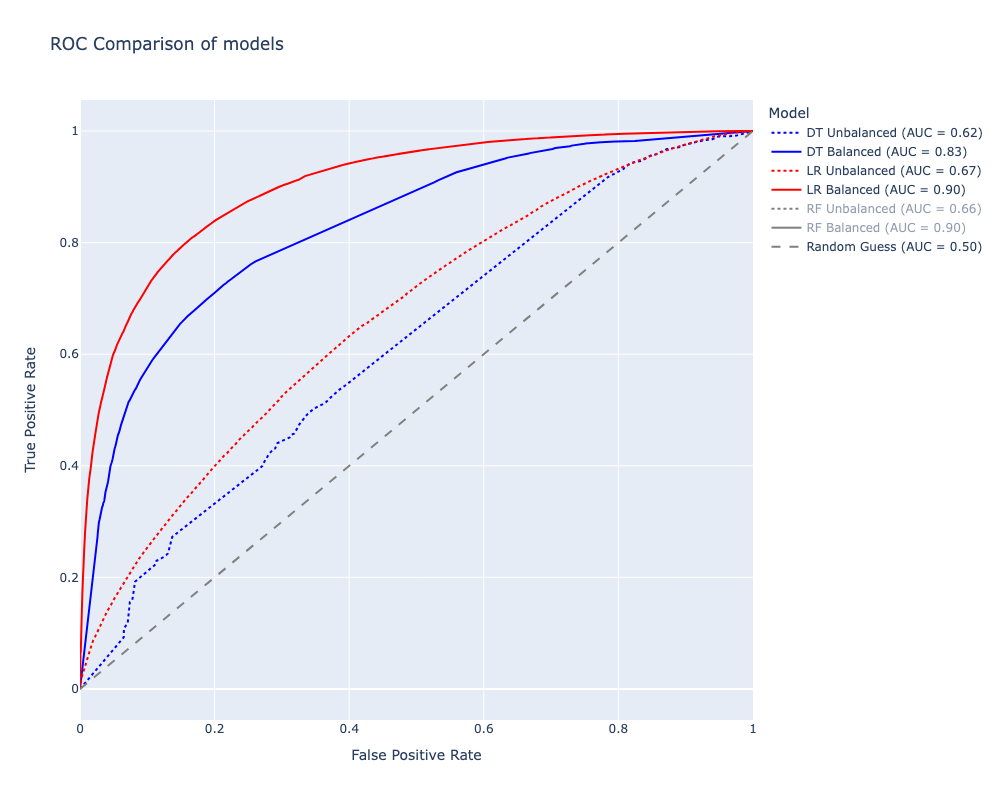 ROC Comparison of models
Model
DT Unbalanced (AUC = 0.62)
DT Balanced (AUC = 0.83)
LR Unbalanced (AUC = 0.67)
LR Balanced (AUC = 0.90)
RF Unbalanced (AUC = 0.66)
RF Balanced (AUC = 0.90)
Random Guess (AUC = 0.50)
True Positive Rate
1
0.8
0.6
0.4
0.2
0
0 0.2 0.4 0.6 0.8 1
False Positive Rate